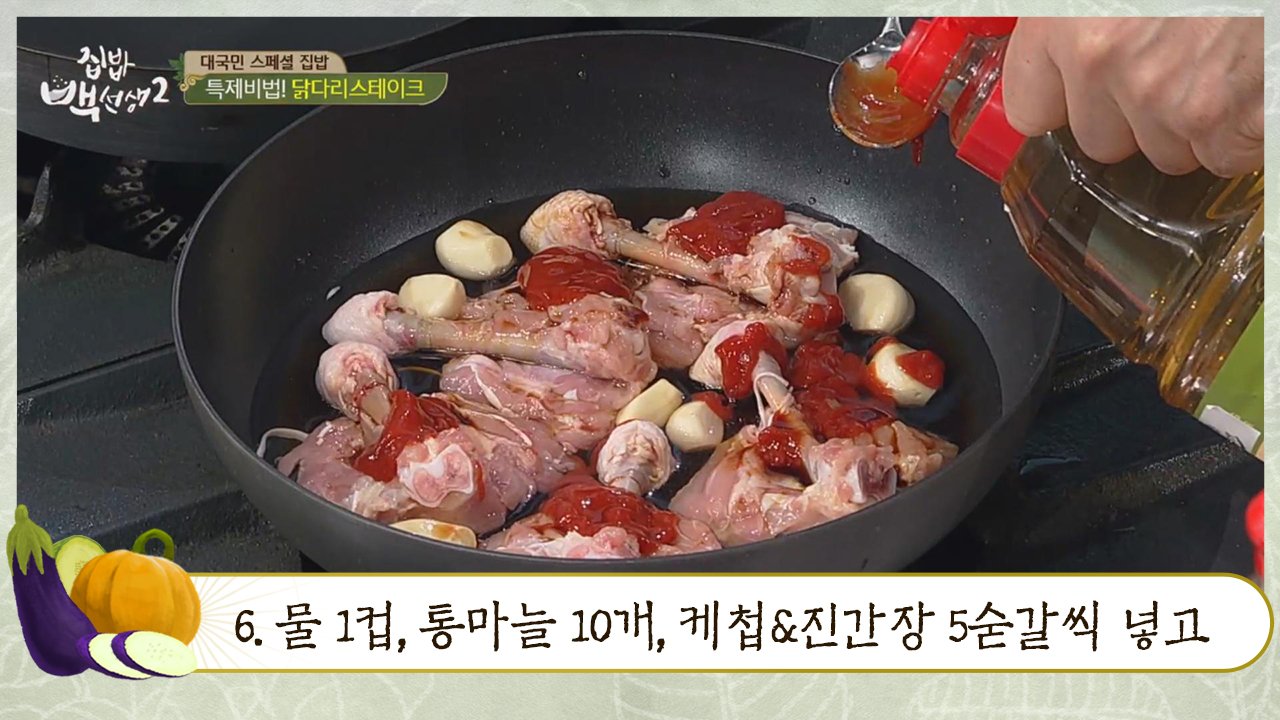 집밥
백선생2
대국민 스페셜 집밥
특제비법! 닭다리스테이크
6. 물 1컵, 통마늘 10개, 케첩&진간장 5숟갈씩 넣고